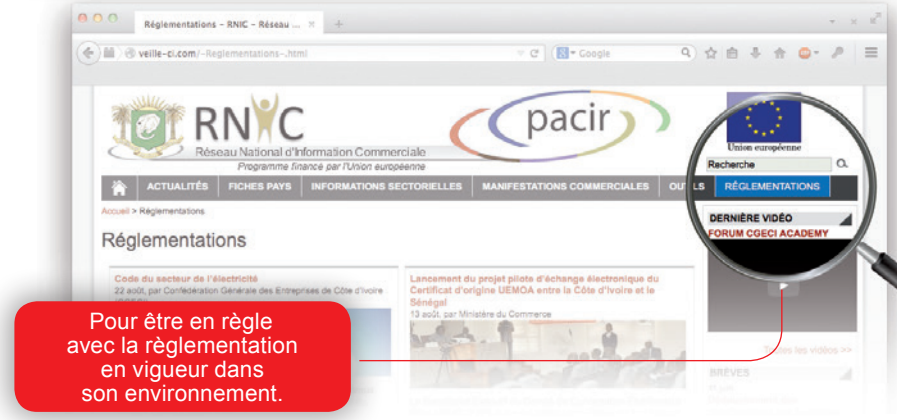 Réglementations – RNIC – Réseau ...
veille-ci.com/-Reglementations-.html
Google
RNIC
Réseau National d'Information Commerciale
Programme financé par l'Union européenne
pacir
Union européenne
Recherche
ACTUALITÉS FICHES PAYS INFORMATIONS SECTORIELLES MANIFESTATIONS COMMERCIALES OUTILS RÉGLEMENTATIONS
Accueil > Réglementations
DERNIÈRE VIDÉO
FORUM CGECI ACADEMY
Réglementations
Code du secteur de l'électricité
22 août, par Confédération Générale des Entreprises de Côte d'Ivoire
Lancement du projet pilote d'échange électronique du
Certificat d'origine UEMOA entre la Côte d'Ivoire et le
Sénégal
13 août, par Ministère du Commerce
Toutes les vidéos >>
BRÈVES
Pour être en règle
avec la règlementation
en vigueur dans
son environnement.